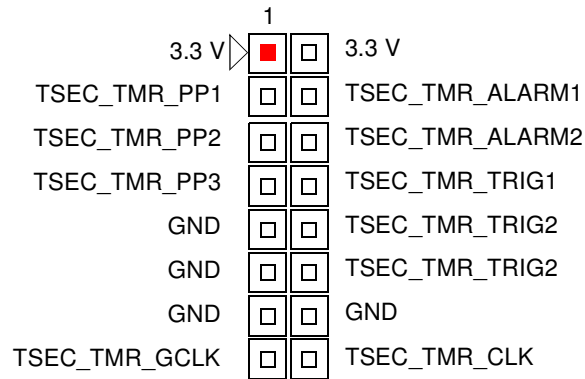 1
3.3 V 3.3 V
TSEC_TMR_PP1 TSEC_TMR_ALARM1
TSEC_TMR_PP2 TSEC_TMR_ALARM2
TSEC_TMR_PP3 TSEC_TMR_TRIG1
GND TSEC_TMR_TRIG2
GND TSEC_TMR_TRIG2
GND GND
TSEC_TMR_GCLK TSEC_TMR_CLK